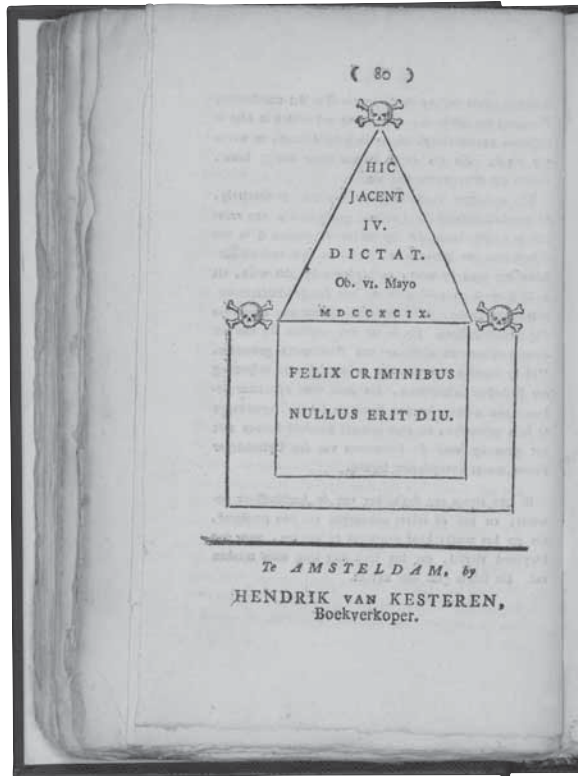 ( 80 )
HIC
JACENT
IV.
DICTAT.
Ob. VI. Mayo
MDCCXCIX.
FELIX CRIMINIBUS
NULLUS ERIT DIU.
Te AMSTELDAM, by
HENDRIK VAN KESTEREN,
Boekverkoper.